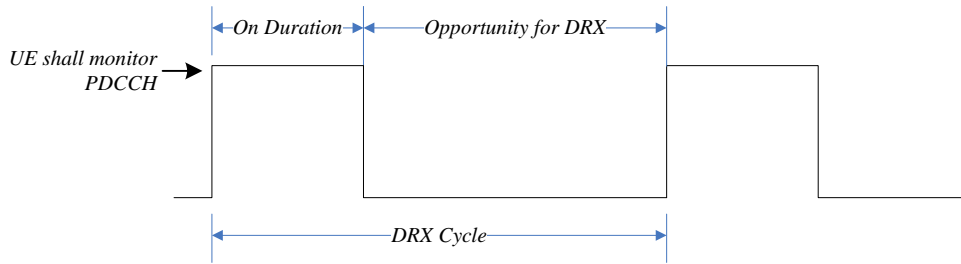 On Duration
Opportunity for DRX
UE shall monitor
PDCCH
DRX Cycle